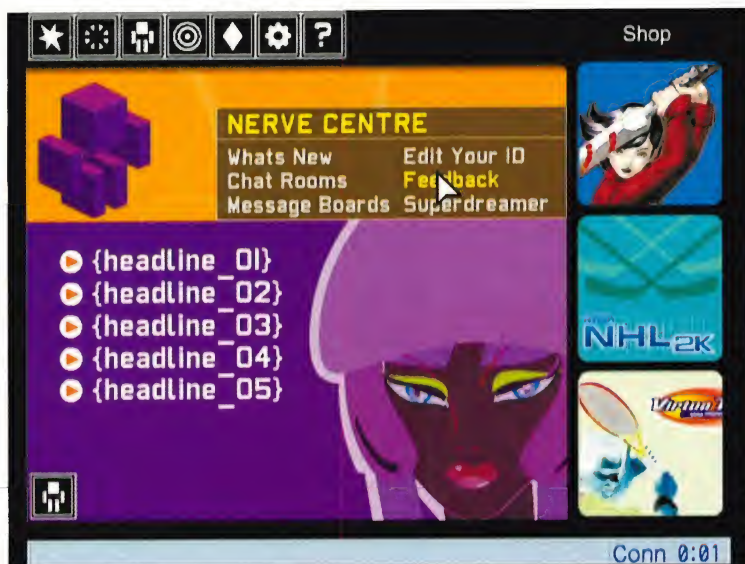 ?
Shop
NERVE CENTRE
Whats New
Edit Your ID
Chat Rooms
Feedback
Message Boards
Superdreamer
{headline_01}
{headline_02}
{headline_03}
{headline_04}
{headline_05}
NHL2K
Conn 0:01